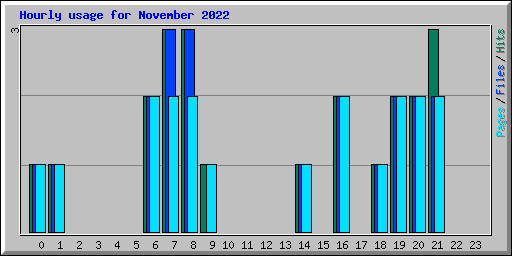 Hourly usage for November 2022
3
Pages/Files/Hits
0 1 2 3 4 5 6 7 8 9 10 11 12 13 14 15 16 17 18 19 20 21 22 23